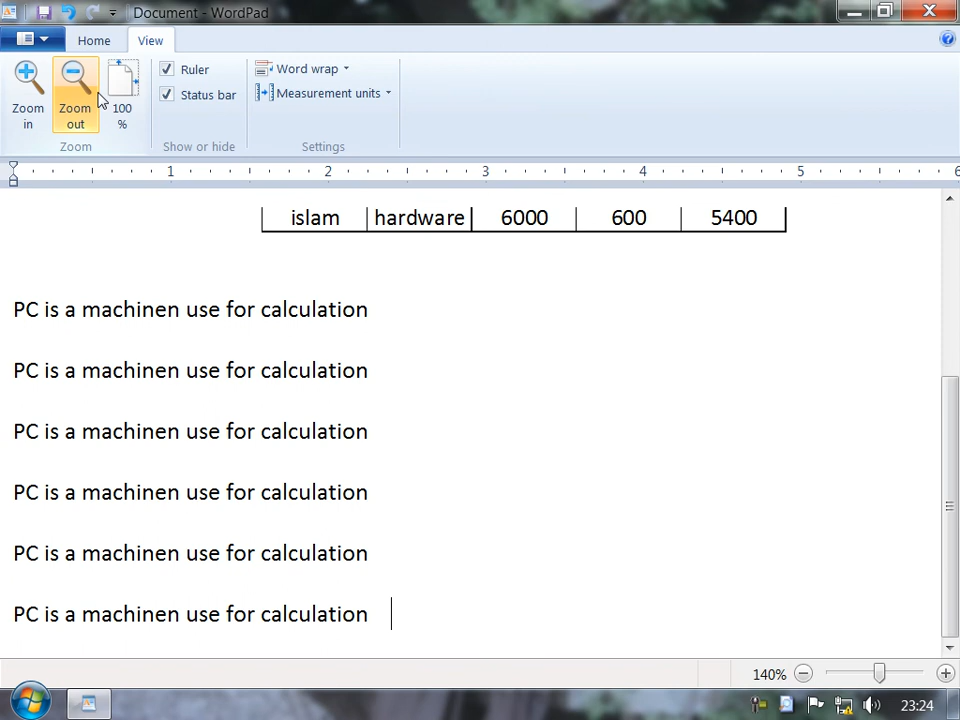 Document - WordPad
Home View
Zoom in
Zoom out
100 %
Ruler
Status bar
Word wrap
Measurement units
Zoom
Show or hide
Settings
1 2 3 4 5 6
islam hardware 6000 600 5400
PC is a machinen use for calculation
PC is a machinen use for calculation
PC is a machinen use for calculation
PC is a machinen use for calculation
PC is a machinen use for calculation
PC is a machinen use for calculation
140%
23:24